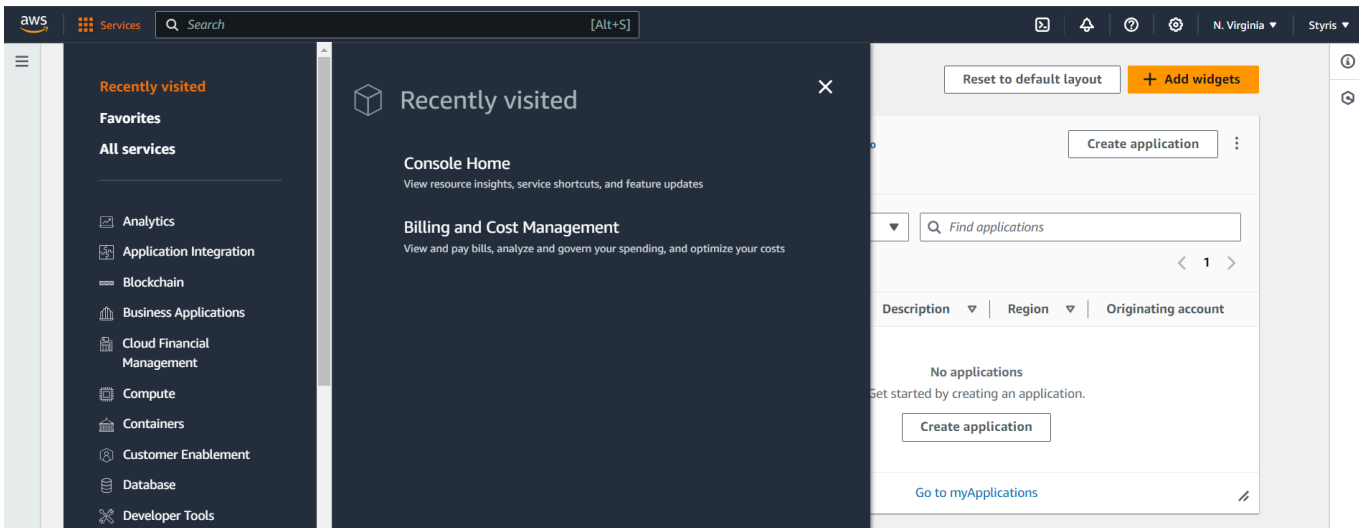 aws
Services
Search
[Alt+S]
N. Virginia
Styris
Recently visited
Favorites
All services
Analytics
Application Integration
Blockchain
Business Applications
Cloud Financial
Management
Compute
Containers
Customer Enablement
Database
Developer Tools
Recently visited
Console Home
View resource insights, service shortcuts, and feature updates
Billing and Cost Management
View and pay bills, analyze and govern your spending, and optimize your costs
Reset to default layout
+ Add widgets
o
Create application
Find applications
1
Description
Region
Originating account
No applications
Get started by creating an application.
Create application
Go to myApplications